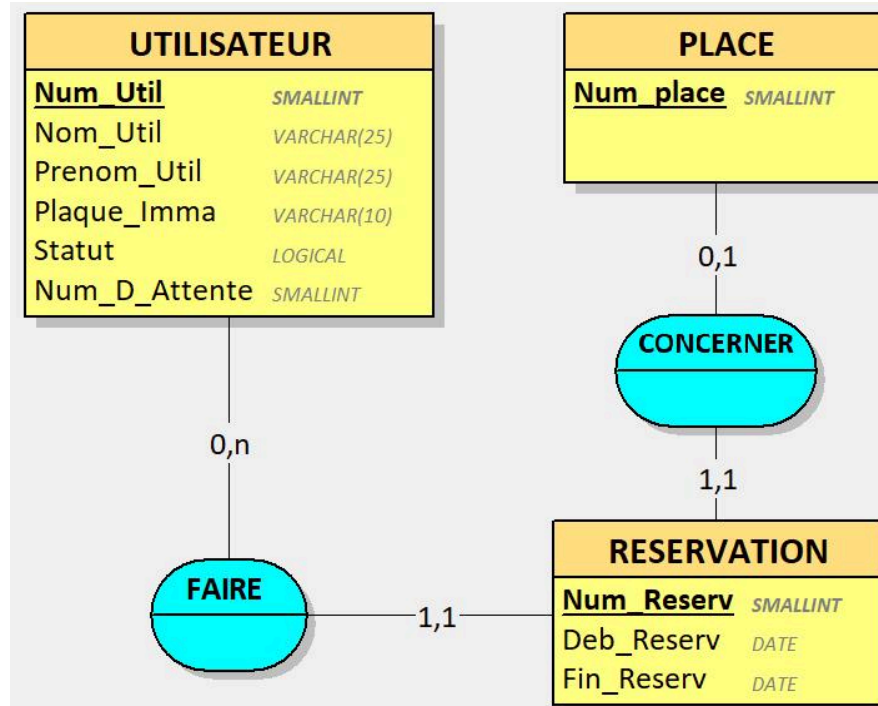 UTILISATEUR
Num_Util SMALLINT
Nom_Util VARCHAR(25)
Prenom_Util VARCHAR(25)
Plaque_Imma VARCHAR(10)
Statut LOGICAL
Num_D_Attente SMALLINT
PLACE
Num_place SMALLINT
0,1
CONCERNER
0,n
1,1
FAIRE
1,1
RESERVATION
Num_Reserv SMALLINT
Deb_Reserv DATE
Fin_Reserv DATE